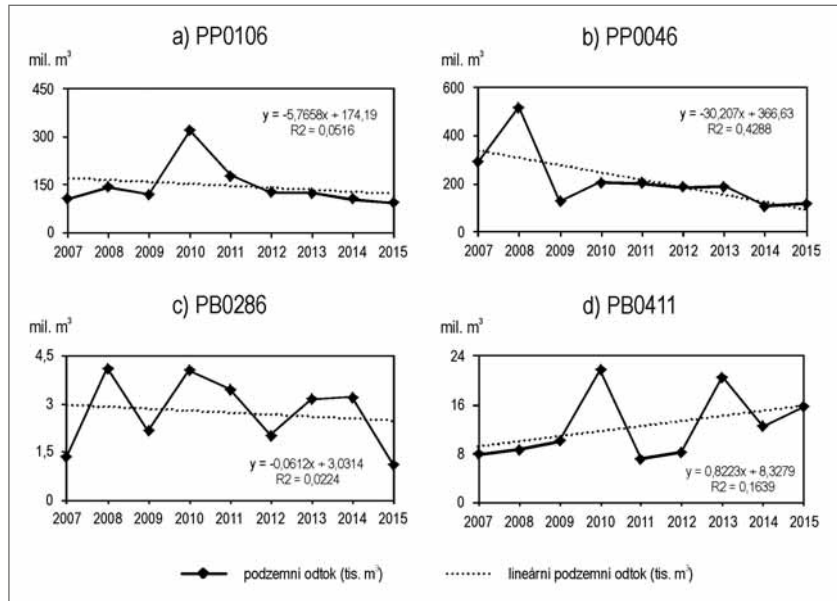 a) PP0106
mil. m³
450
300
150
0
y = -5,7658x + 174,19
R2 = 0,0516
2007 2008 2009 2010 2011 2012 2013 2014 2015
b) PP0046
mil. m³
600
400
200
0
y = -30,207x + 366,63
R2 = 0,4288
2007 2008 2009 2010 2011 2012 2013 2014 2015
c) PB0286
mil. m³
4,5
3
1,5
0
y = -0,0612x + 3,0314
R2 = 0,0224
2007 2008 2009 2010 2011 2012 2013 2014 2015
d) PB0411
mil. m³
24
16
8
0
y = 0,8223x + 8,3279
R2 = 0,1639
2007 2008 2009 2010 2011 2012 2013 2014 2015
podzemní odtok (tis. m³)
lineární podzemní odtok (tis. m³)